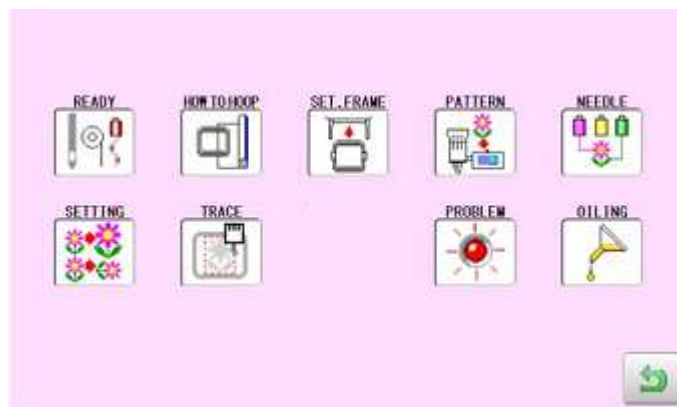 READY HOW TO HOOP SET.FRAME PATTERN NEEDLE
SETTING TRACE PROBLEM OILING